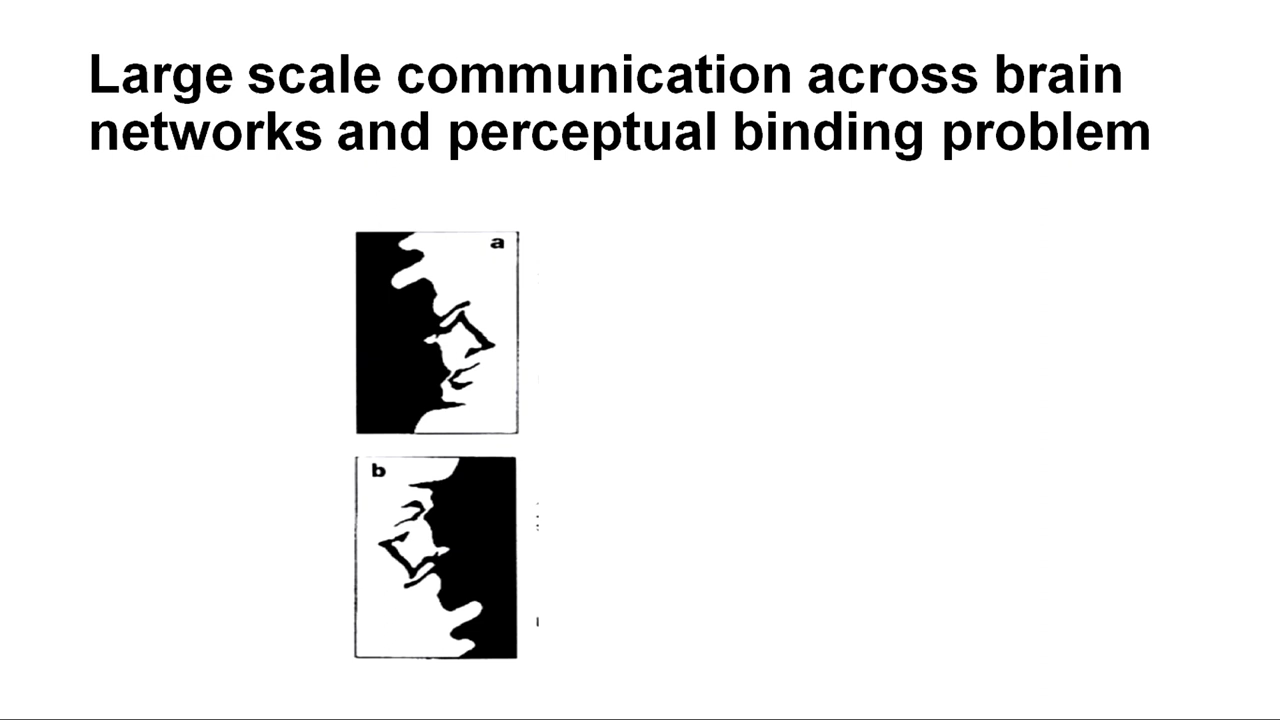 Large scale communication across brain
networks and perceptual binding problem
a
b